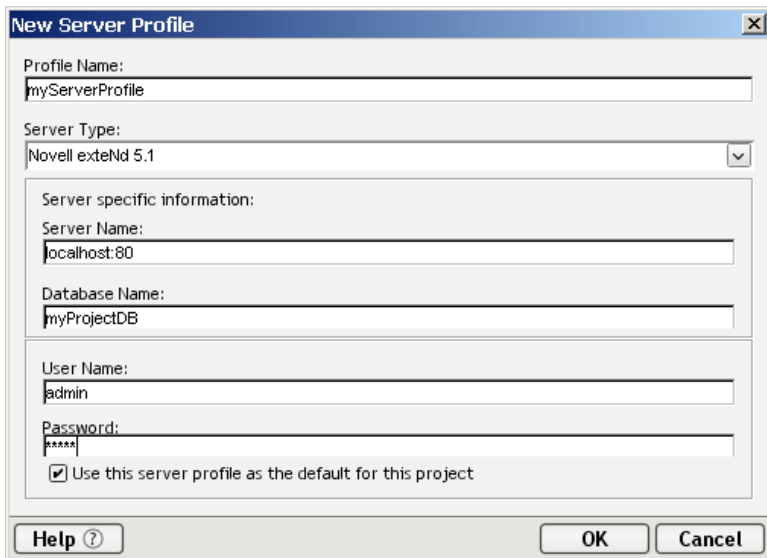 New Server Profile
Profile Name:
myServerProfile
Server Type:
Novell exteNd 5.1
Server specific information:
Server Name:
localhost:80
Database Name:
myProjectDB
User Name:
admin
Password:
*****
Use this server profile as the default for this project
Help ?
OK Cancel